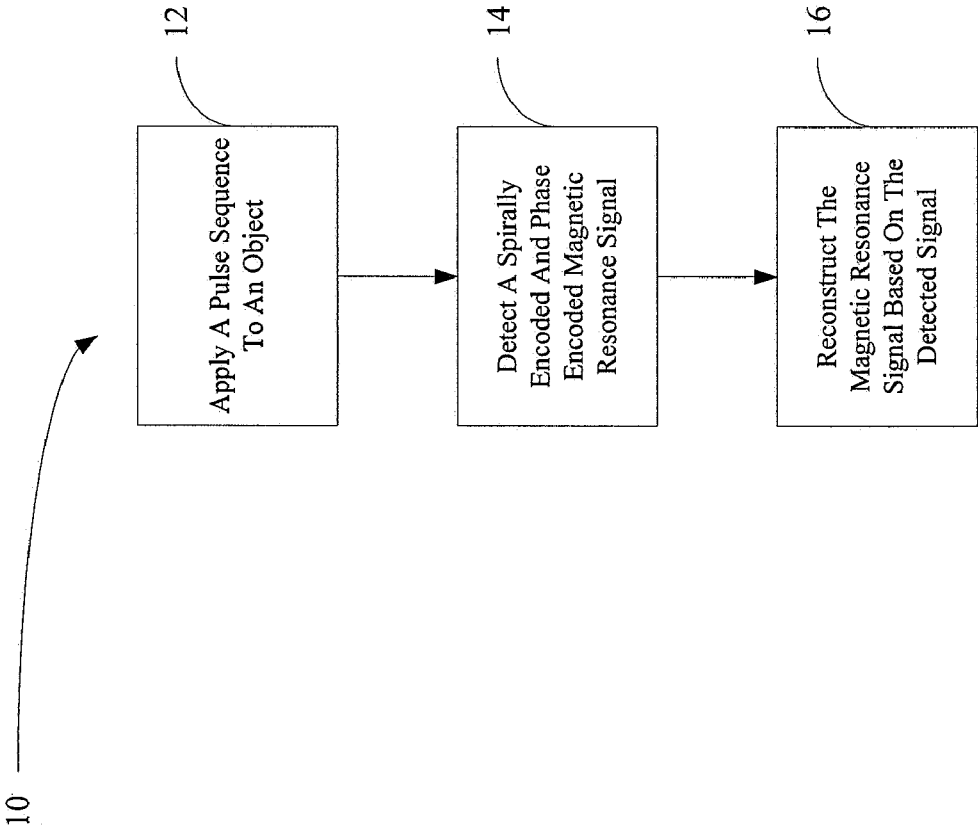 10
12
Apply A Pulse Sequence
To An Object
14
Detect A Spirally
Encoded And Phase
Encoded Magnetic
Resonance Signal
16
Reconstruct The
Magnetic Resonance
Signal Based On The
Detected Signal